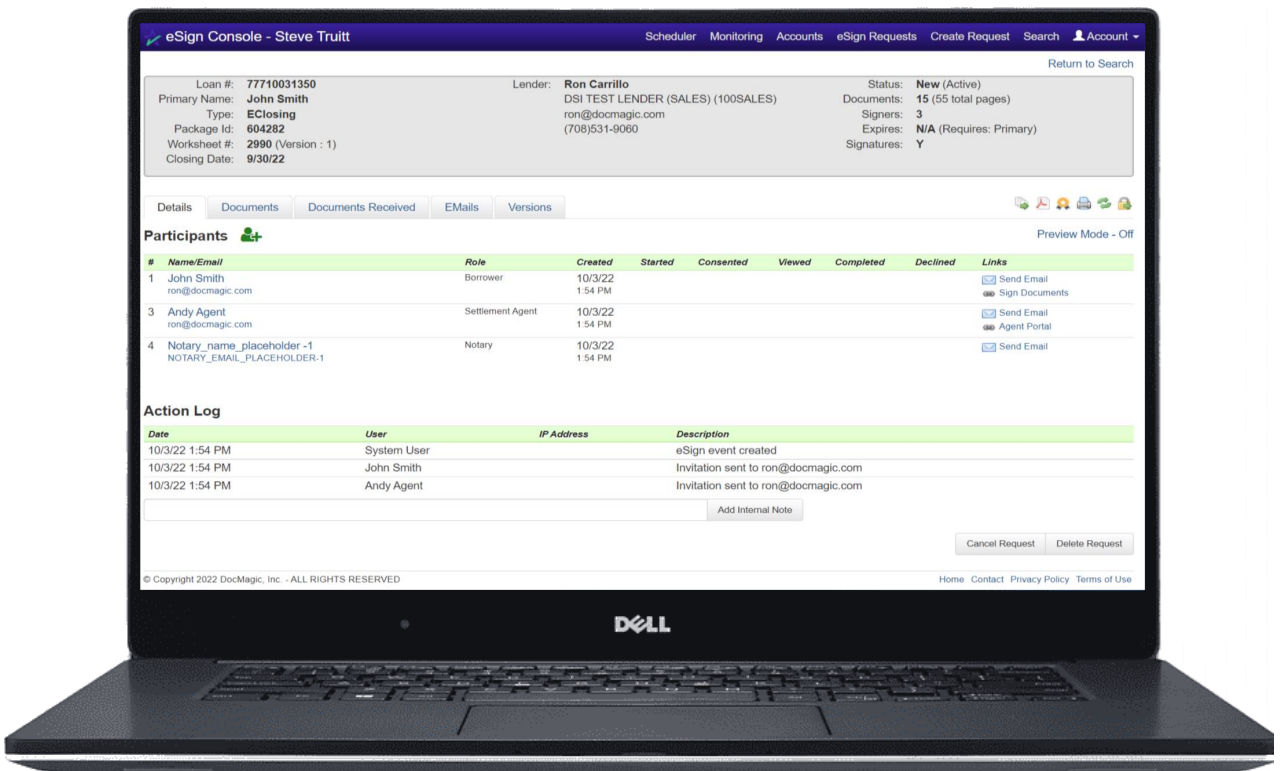 eSign Console - Steve Truitt Scheduler Monitoring Accounts eSign Requests Create Request Search Account
Return to Search
Loan #: 77710031350 Lender: Ron Carrillo Status: New (Active)
Primary Name: John Smith DSI TEST LENDER (SALES) (100SALES) Documents: 15 (55 total pages)
Type: EClosing ron@docmagic.com Signers: 3
Package Id: 604282 (708)531-9060 Expires: N/A (Requires: Primary)
Worksheet #: 2990 (Version : 1) Signatures: Y
Closing Date: 9/30/22
Details Documents Documents Received EMails Versions
Participants Preview Mode - Off
# Name/Email Role Created Started Consented Viewed Completed Declined Links
1 John Smith Borrower 10/3/22 Send Email
ron@docmagic.com 1:54 PM Sign Documents
3 Andy Agent Settlement Agent 10/3/22 Send Email
ron@docmagic.com 1:54 PM Agent Portal
4 Notary_name_placeholder -1 Notary 10/3/22 Send Email
NOTARY_EMAIL_PLACEHOLDER-1 1:54 PM
Action Log
Date User IP Address Description
10/3/22 1:54 PM System User eSign event created
10/3/22 1:54 PM John Smith Invitation sent to ron@docmagic.com
10/3/22 1:54 PM Andy Agent Invitation sent to ron@docmagic.com
Add Internal Note
Cancel Request Delete Request
© Copyright 2022 DocMagic, Inc. - ALL RIGHTS RESERVED Home Contact Privacy Policy Terms of Use
DELL